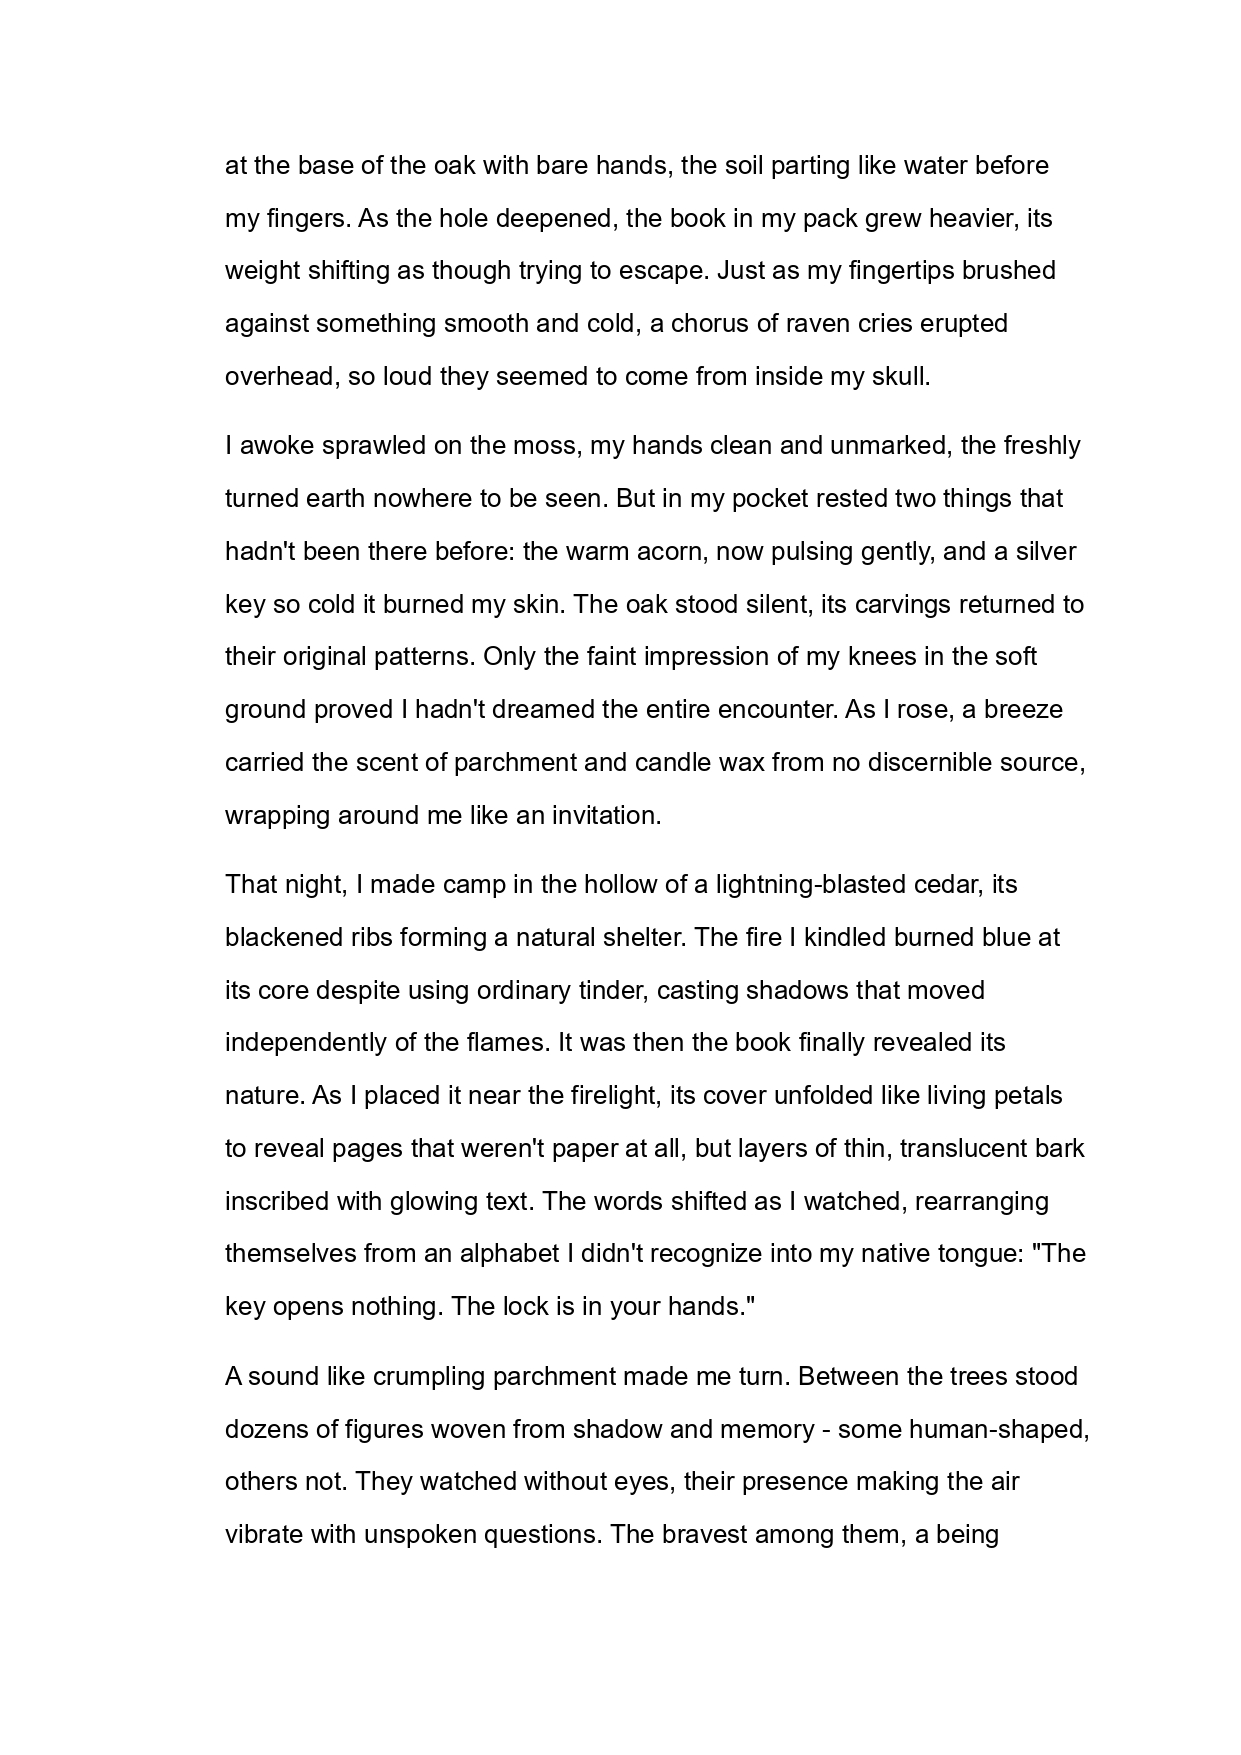 at the base of the oak with bare hands, the soil parting like water before
my fingers. As the hole deepened, the book in my pack grew heavier, its
weight shifting as though trying to escape. Just as my fingertips brushed
against something smooth and cold, a chorus of raven cries erupted
overhead, so loud they seemed to come from inside my skull.
I awoke sprawled on the moss, my hands clean and unmarked, the freshly
turned earth nowhere to be seen. But in my pocket rested two things that
hadn't been there before: the warm acorn, now pulsing gently, and a silver
key so cold it burned my skin. The oak stood silent, its carvings returned to
their original patterns. Only the faint impression of my knees in the soft
ground proved I hadn't dreamed the entire encounter. As I rose, a breeze
carried the scent of parchment and candle wax from no discernible source,
wrapping around me like an invitation.
That night, I made camp in the hollow of a lightning-blasted cedar, its
blackened ribs forming a natural shelter. The fire I kindled burned blue at
its core despite using ordinary tinder, casting shadows that moved
independently of the flames. It was then the book finally revealed its
nature. As I placed it near the firelight, its cover unfolded like living petals
to reveal pages that weren't paper at all, but layers of thin, translucent bark
inscribed with glowing text. The words shifted as I watched, rearranging
themselves from an alphabet I didn't recognize into my native tongue: "The
key opens nothing. The lock is in your hands."
A sound like crumpling parchment made me turn. Between the trees stood
dozens of figures woven from shadow and memory - some human-shaped,
others not. They watched without eyes, their presence making the air
vibrate with unspoken questions. The bravest among them, a being